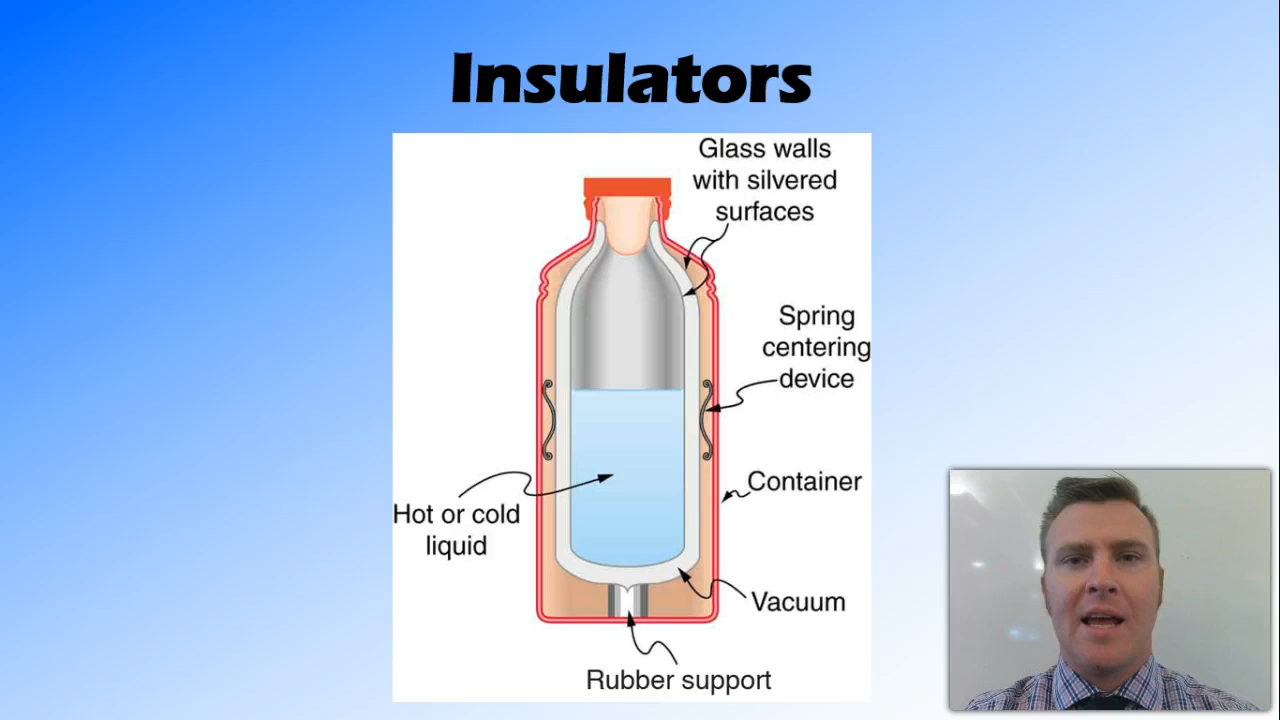 Insulators
Glass walls
with silvered
surfaces
Spring
centering
device
Container
Hot or cold
liquid
Vacuum
Rubber support